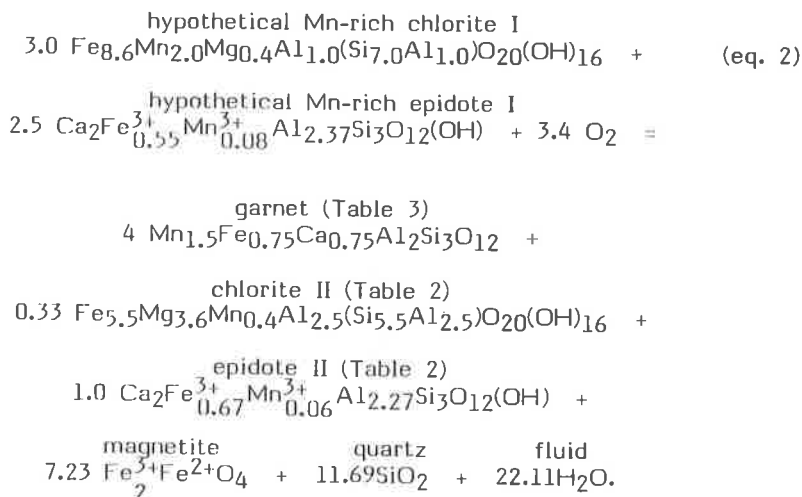 hypothetical Mn-rich chlorite I
3.0 Fe8.6Mn2.0Mg0.4Al1.0(Si7.0Al1.0)O20(OH)16 + (eq. 2)
hypothetical Mn-rich epidote I
2.5 Ca2Fe3+0.55Mn3+0.08Al2.37Si3O12(OH) + 3.4 O2 =
garnet (Table 3)
4 Mn1.5Fe0.75Ca0.75Al2Si3O12 +
chlorite II (Table 2)
0.33 Fe5.5Mg3.6Mn0.4Al2.5(Si5.5Al2.5)O20(OH)16 +
epidote II (Table 2)
1.0 Ca2Fe3+0.67Mn3+0.06Al2.27Si3O12(OH) +
magnetite quartz fluid
7.23 Fe3+2Fe2+O4 + 11.69SiO2 + 22.11H2O.